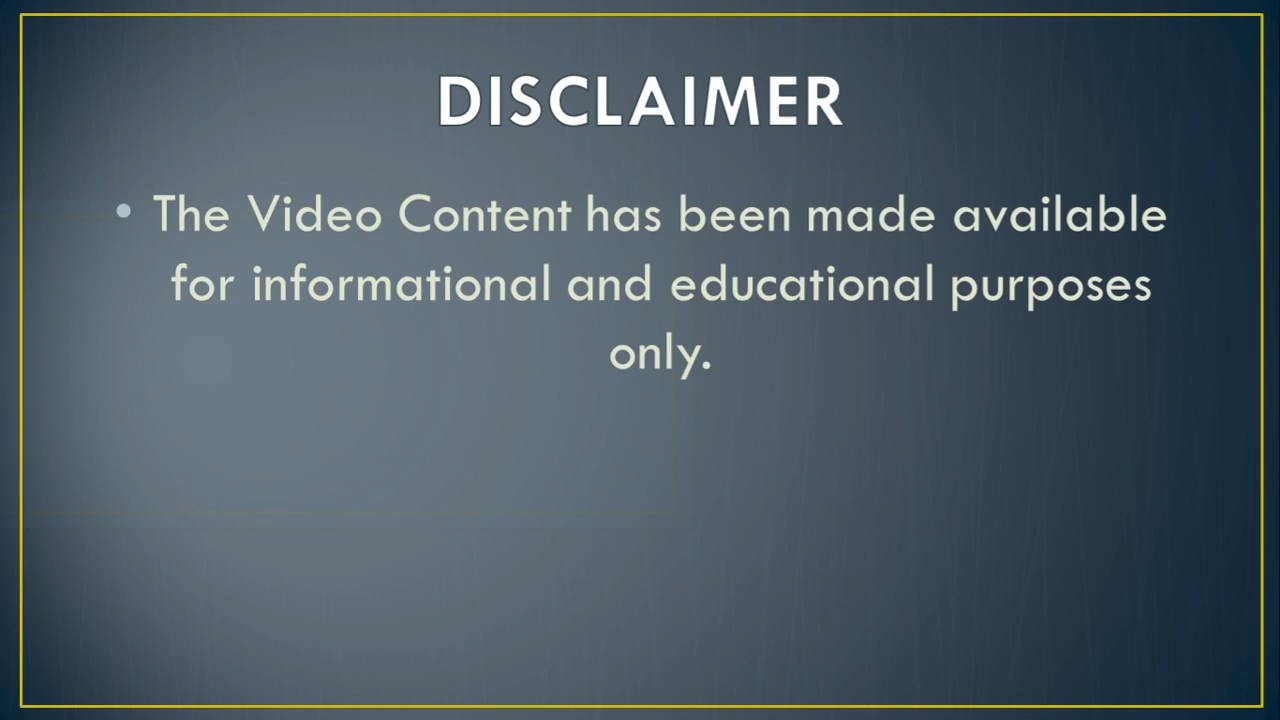 DISCLAIMER
• The Video Content has been made available
for informational and educational purposes
only.